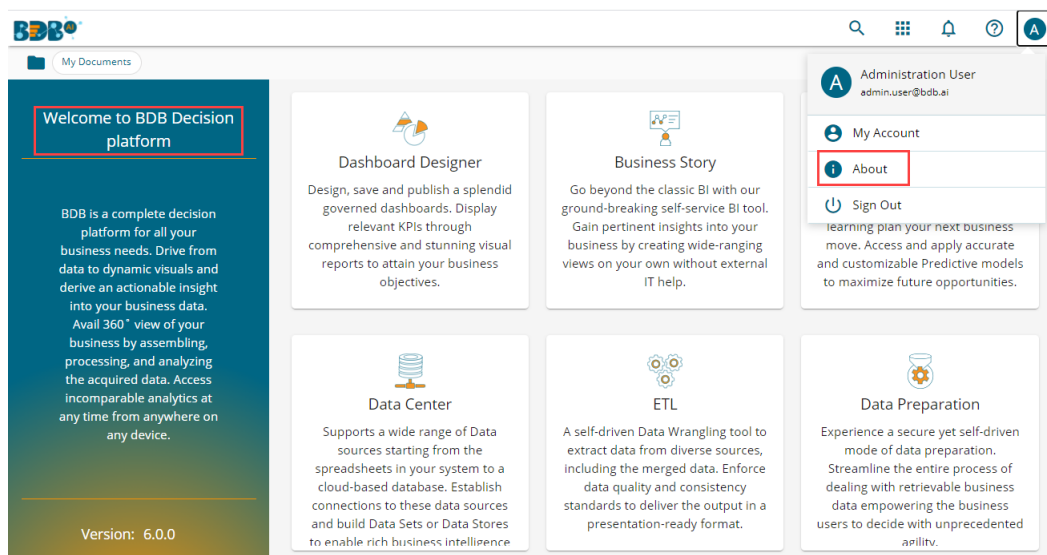 BDB
A
My Documents
A
Administration User
admin.user@bdb.ai
My Account
About
Sign Out
Welcome to BDB Decision
platform
BDB is a complete decision
platform for all your
business needs. Drive from
data to dynamic visuals and
derive an actionable insight
into your business data.
Avail 360˚ view of your
business by assembling,
processing, and analyzing
the acquired data. Access
incomparable analytics at
any time from anywhere on
any device.
Version: 6.0.0
Dashboard Designer
Design, save and publish a splendid
governed dashboards. Display
relevant KPIs through
comprehensive and stunning visual
reports to attain your business
objectives.
Business Story
Go beyond the classic BI with our
ground-breaking self-service BI tool.
Gain pertinent insights into your
business by creating wide-ranging
views on your own without external
IT help.
learning plan your next business
move. Access and apply accurate
and customizable Predictive models
to maximize future opportunities.
Data Center
Supports a wide range of Data
sources starting from the
spreadsheets in your system to a
cloud-based database. Establish
connections to these data sources
and build Data Sets or Data Stores
to enable rich business intelligence
ETL
A self-driven Data Wrangling tool to
extract data from diverse sources,
including the merged data. Enforce
data quality and consistency
standards to deliver the output in a
presentation-ready format.
Data Preparation
Experience a secure yet self-driven
mode of data preparation.
Streamline the entire process of
dealing with retrievable business
data empowering the business
users to decide with unprecedented
agility.